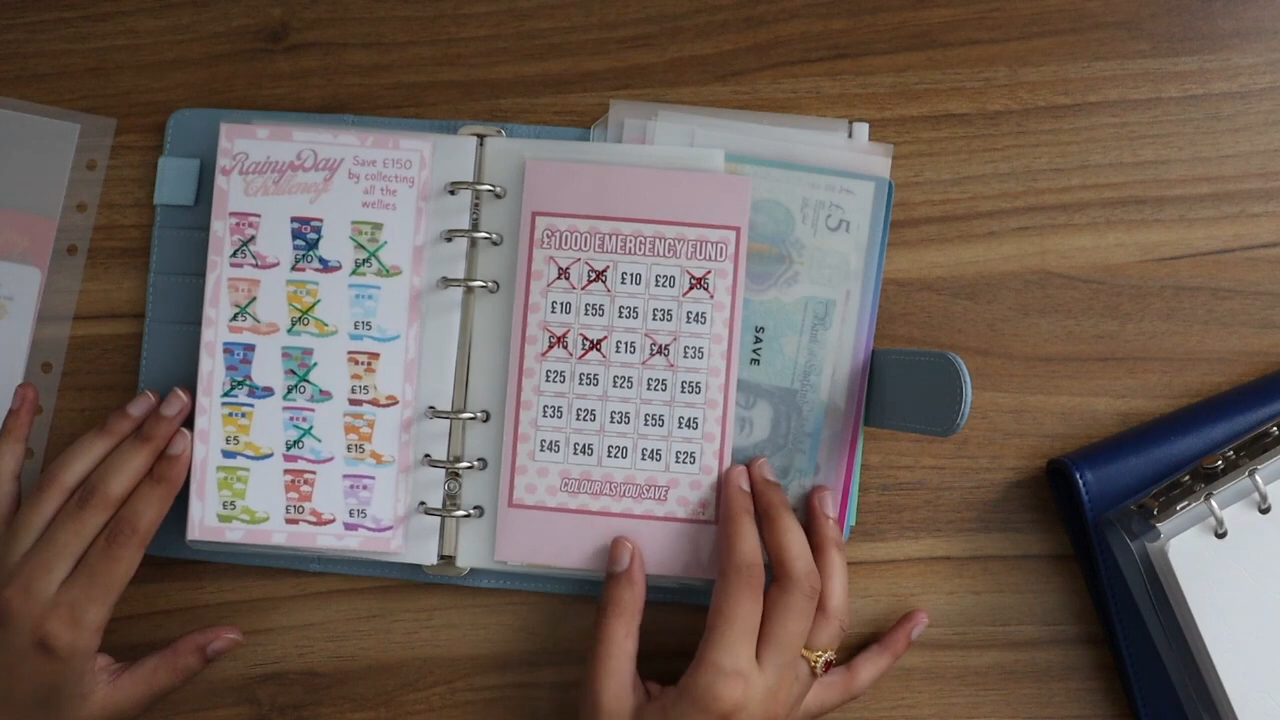 Rainy Day
Challenge
Save £150
by collecting
all the
wellies
£5 £10 £15
£5 £10 £15
£5 £10 £15
£5 £10 £15
£5 £10 £15
£1000 EMERGENCY FUND
£5 £35 £10 £20 £35
£10 £55 £35 £35 £45
£15 £45 £15 £45 £35
£25 £55 £25 £25 £55
£35 £25 £35 £55 £45
£45 £45 £20 £45 £25
COLOUR AS YOU SAVE
SAVE
£5